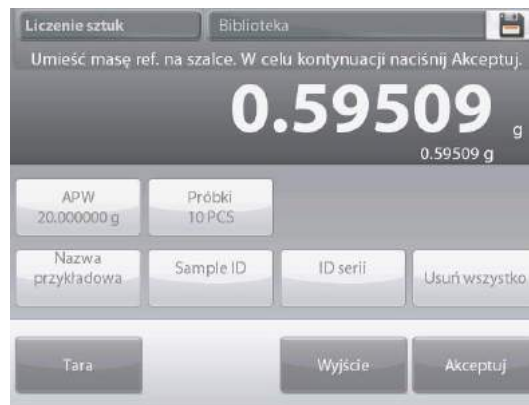 Liczenie sztuk
Biblioteka
Umieść masę ref. na szalce. W celu kontynuacji naciśnij Akceptuj.
0.59509 g
0.59509 g
APW
20.000000 g
Próbki
10 PCS
Nazwa
przykładowa
Sample ID
ID serii
Usuń wszystko
Tara
Wyjście
Akceptuj